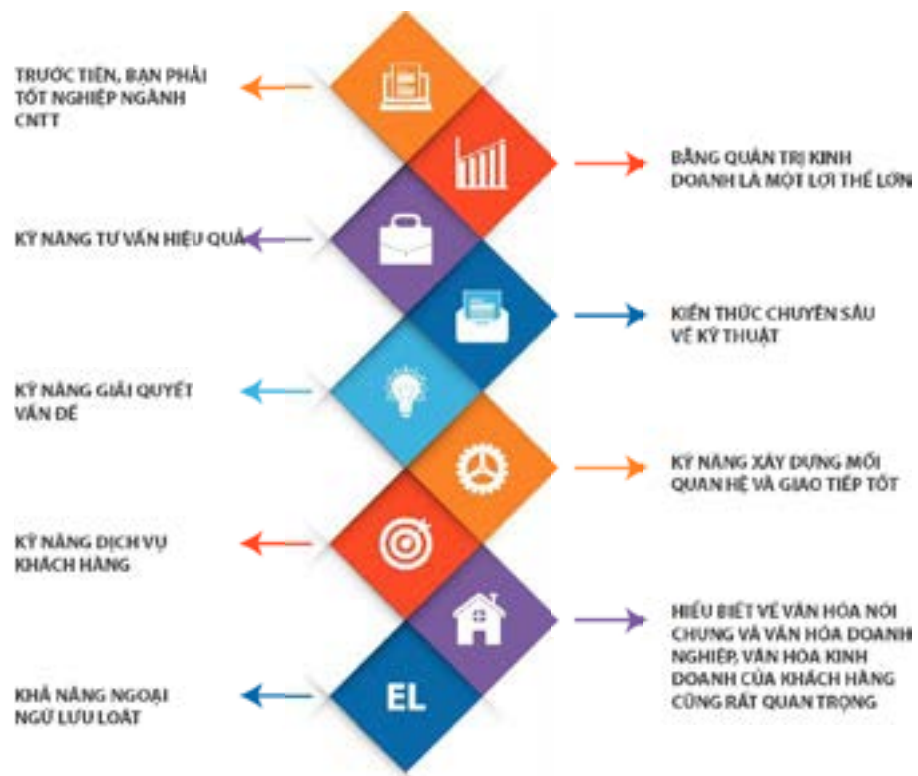 TRƯỚC TIÊN, BẠN PHẢI
TỐT NGHIỆP NGÀNH
CNTT
BẰNG QUẢN TRỊ KINH
DOANH LÀ MỘT LỢI THẾ LỚN
KỸ NĂNG TƯ VẤN HIỆU QUẢ
KIẾN THỨC CHUYÊN SÂU
VỀ KỸ THUẬT
KỸ NĂNG GIẢI QUYẾT
VẤN ĐỀ
KỸ NĂNG XÂY DỰNG MỐI
QUAN HỆ VÀ GIAO TIẾP TỐT
KỸ NĂNG DỊCH VỤ
KHÁCH HÀNG
HIỂU BIẾT VỀ VĂN HÓA NÓI
CHUNG VÀ VĂN HÓA DOANH
NGHIỆP, VĂN HÓA KINH
DOANH CỦA KHÁCH HÀNG
CŨNG RẤT QUAN TRỌNG
KHẢ NĂNG NGOẠI
NGỮ LƯU LOÁT
EL